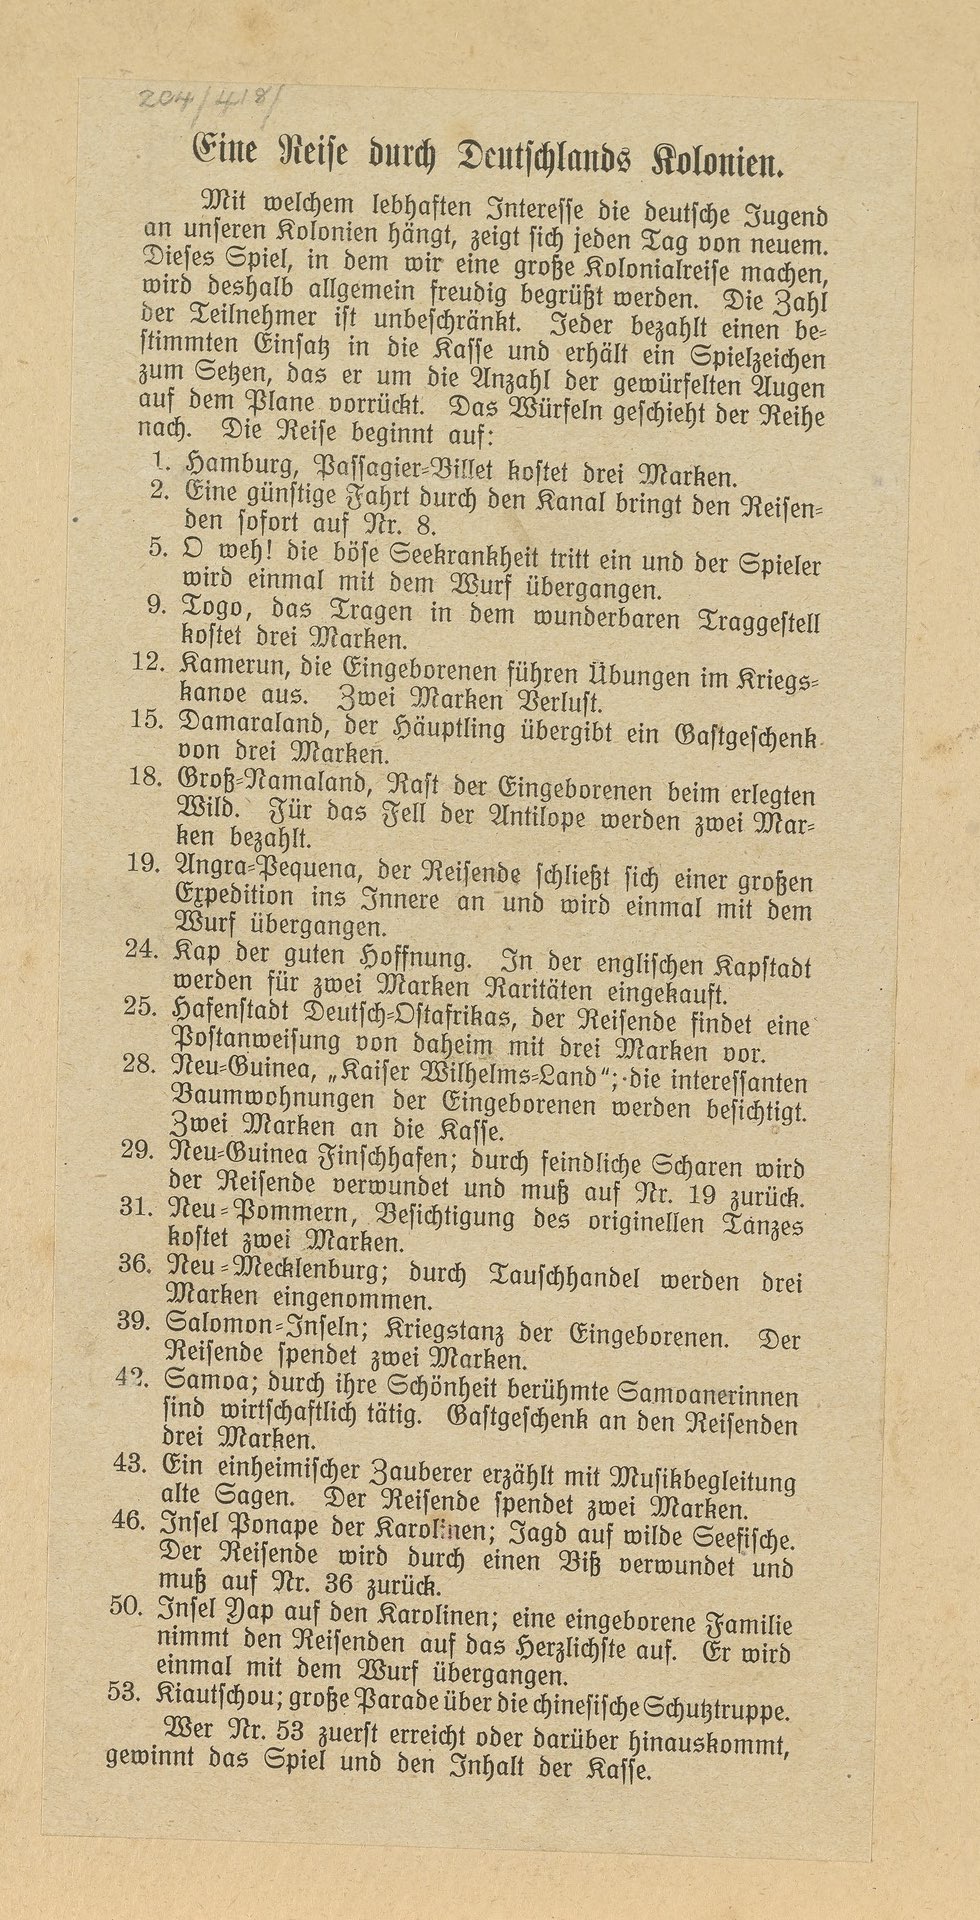 204/418/
Eine Reise durch Deutschlands Kolonien.
Mit welchem lebhaften Interesse die deutsche Jugend
an unseren Kolonien hängt, zeigt sich jeden Tag von neuem.
Dieses Spiel, in dem wir eine große Kolonialreise machen,
wird deshalb allgemein freudig begrüßt werden. Die Zahl
der Teilnehmer ist unbeschränkt. Jeder bezahlt einen be-
stimmten Einsatz in die Kasse und erhält ein Spielzeichen
zum Setzen, das er um die Anzahl der gewürfelten Augen
auf dem Plane vorrückt. Das Würfeln geschieht der Reihe
nach. Die Reise beginnt auf:
1. Hamburg, Passagier-Billet kostet drei Marken.
2. Eine günstige Fahrt durch den Kanal bringt den Reisen-
den sofort auf Nr. 8.
5. O weh! die böse Seekrankheit tritt ein und der Spieler
wird einmal mit dem Wurf übergangen.
9. Togo, das Tragen in dem wunderbaren Traggestell
kostet drei Marken.
12. Kamerun, die Eingeborenen führen Übungen im Kriegs-
kanoe aus. Zwei Marken Verlust.
15. Damaraland, der Häuptling übergibt ein Gastgeschenk
von drei Marken.
18. Groß-Namaland, Rast der Eingeborenen beim erlegten
Wild. Für das Fell der Antilope werden zwei Mar-
ken bezahlt.
19. Angra-Pequena, der Reisende schließt sich einer großen
Expedition ins Innere an und wird einmal mit dem
Wurf übergangen.
24. Kap der guten Hoffnung. In der englischen Kapstadt
werden für zwei Marken Raritäten eingekauft.
25. Hafenstadt Deutsch-Ostafrikas, der Reisende findet eine
Postanweisung von daheim mit drei Marken vor.
28. Neu-Guinea, „Kaiser Wilhelms-Land“; die interessanten
Baumwohnungen der Eingeborenen werden besichtigt.
Zwei Marken an die Kasse.
29. Neu-Guinea Finschhafen; durch feindliche Scharen wird
der Reisende verwundet und muß auf Nr. 19 zurück.
31. Neu-Pommern, Besichtigung des originellen Tanzes
kostet zwei Marken.
36. Neu-Mecklenburg; durch Tauschhandel werden drei
Marken eingenommen.
39. Salomon-Inseln; Kriegstanz der Eingeborenen. Der
Reisende spendet zwei Marken.
42. Samoa; durch ihre Schönheit berühmte Samoanerinnen
sind wirtschaftlich tätig. Gastgeschenk an den Reisenden
drei Marken.
43. Ein einheimischer Zauberer erzählt mit Musikbegleitung
alte Sagen. Der Reisende spendet zwei Marken.
46. Insel Ponape der Karolinen; Jagd auf wilde Seefische.
Der Reisende wird durch einen Biß verwundet und
muß auf Nr. 36 zurück.
50. Insel Yap auf den Karolinen; eine eingeborene Familie
nimmt den Reisenden auf das Herzlichste auf. Er wird
einmal mit dem Wurf übergangen.
53. Kiautschou; große Parade über die chinesische Schutztruppe.
Wer Nr. 53 zuerst erreicht oder darüber hinauskommt,
gewinnt das Spiel und den Inhalt der Kasse.